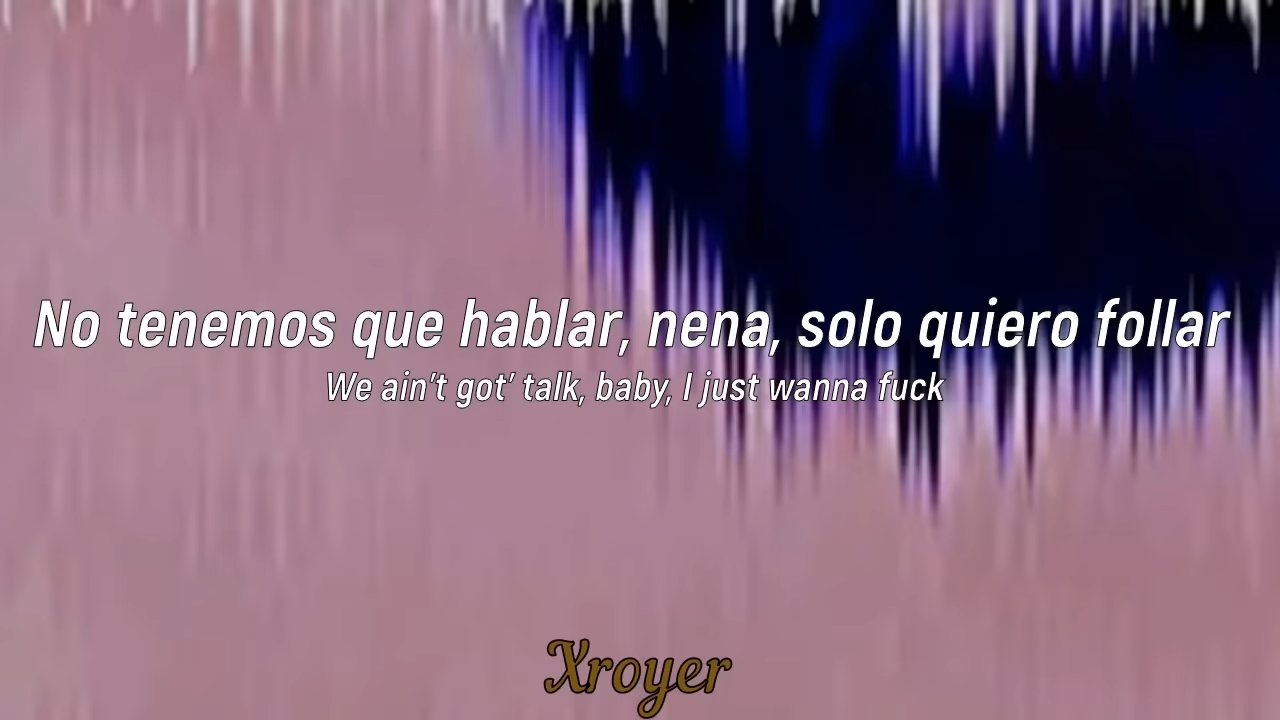 No tenemos que hablar, nena, solo quiero follar
We ain't got' talk, baby, I just wanna fuck
Xroyer